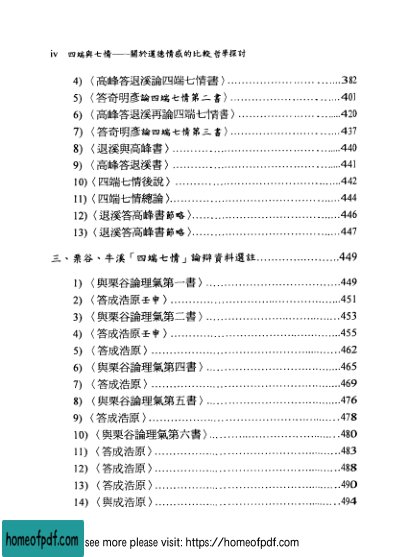 iv 四端與七情——關於道德情感的比較哲學探討
4)〈高峰答退溪論四端七情書〉……………………382
5)〈答奇明彥論四端七情第二書〉……………………401
6)〈高峰答退溪再論四端七情書〉……………………420
7)〈答奇明彥論四端七情第三書〉……………………437
8)〈退溪與高峰書〉……………………440
9)〈高峰答退溪書〉……………………441
10)〈四端七情後說〉……………………442
11)〈四端七情總論〉……………………444
12)〈退溪答高峰書節略〉……………………446
13)〈退溪答高峰書節略〉……………………447
三、栗谷、牛溪「四端七情」論辯資料選註……………………449
1)〈與栗谷論理氣第一書〉……………………449
2)〈答成浩原壬申〉……………………451
3)〈與栗谷論理氣第二書〉……………………453
4)〈答成浩原壬申〉……………………455
5)〈答成浩原〉……………………462
6)〈與栗谷論理氣第四書〉……………………465
7)〈答成浩原〉……………………469
8)〈與栗谷論理氣第五書〉……………………476
9)〈答成浩原〉……………………478
10)〈與栗谷論理氣第六書〉……………………480
11)〈答成浩原〉……………………483
12)〈答成浩原〉……………………488
13)〈答成浩原〉……………………490
14)〈與成浩原〉……………………494
homeofpdf.com see more please visit: https://homeofpdf.com